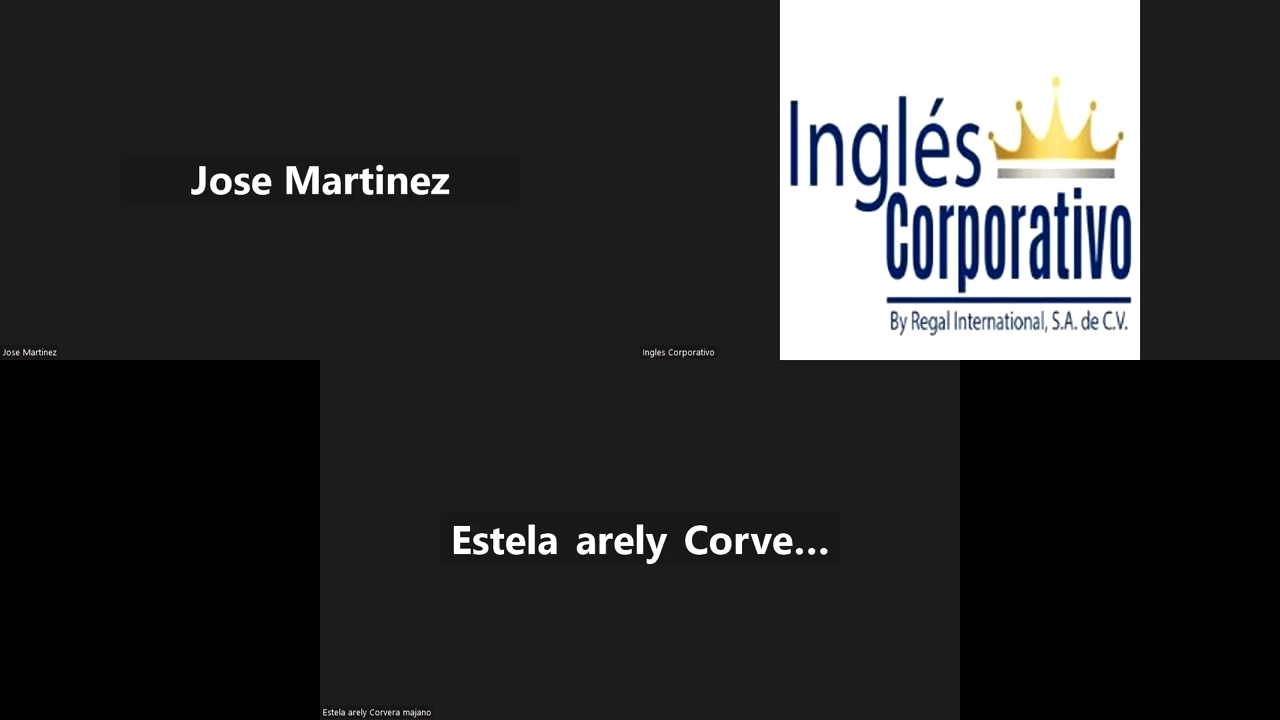 Jose Martinez
Inglés
Corporativo
By Regal International, S.A. de C.V.
Jose Martinez
Ingles Corporativo
Estela arely Corve...
Estela arely Corvera majano